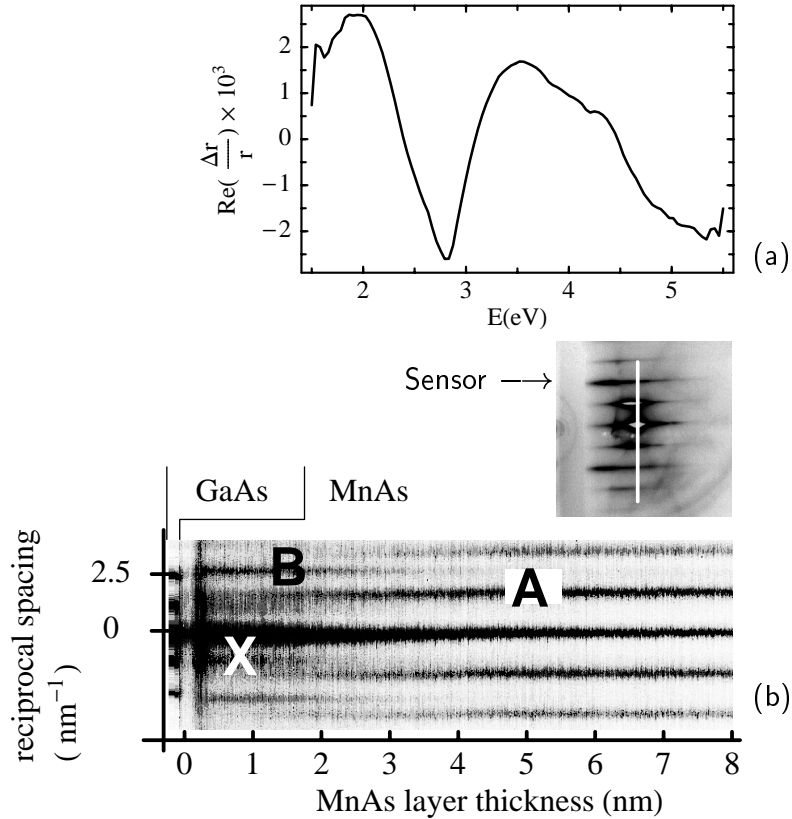 2
1
0
−1
−2
Re( Δr/r ) × 10³
2 3 4 5
E(eV)
(a)
Sensor →
GaAs MnAs
2.5
0
reciprocal spacing
( nm⁻¹)
B
A
X
(b)
0 1 2 3 4 5 6 7 8
MnAs layer thickness (nm)